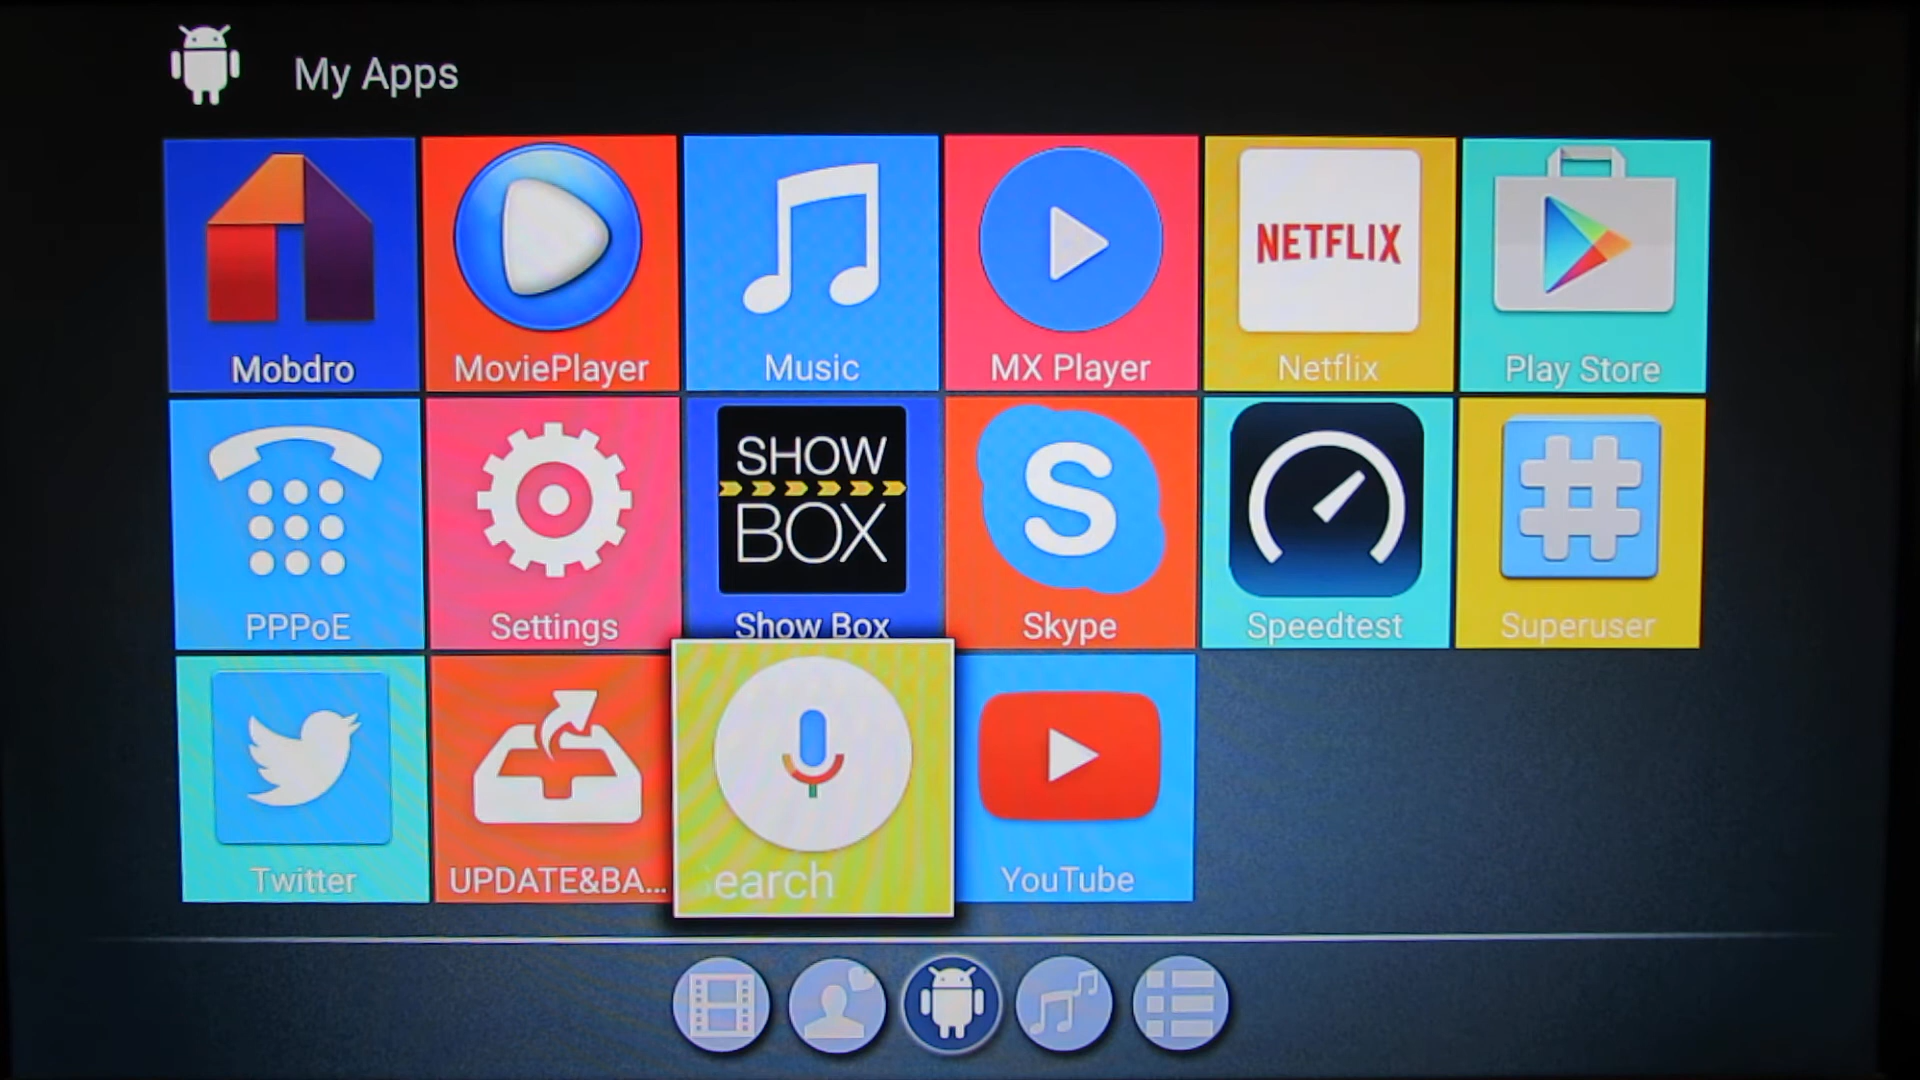 My Apps
NETFLIX
Mobdro MoviePlayer Music MX Player Netflix Play Store
SHOW
BOX
S
PPPoE Settings Show Box Skype Speedtest Superuser
Twitter UPDATE&BA... earch YouTube